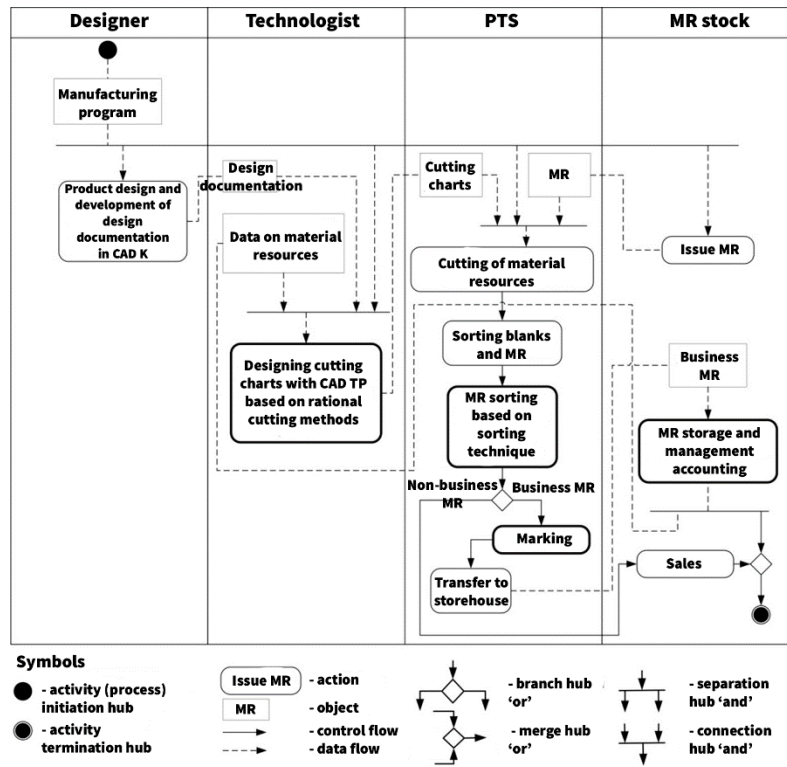 Designer
Technologist
PTS
MR stock
Manufacturing
program
Product design and
development of
design
documentation
in CAD K
Design
documentation
Data on material
resources
Designing cutting
charts with CAD TP
based on rational
cutting methods
Cutting
charts
MR
Cutting of material
resources
Sorting blanks
and MR
MR sorting
based on
sorting
technique
Non-business
MR
Business MR
Marking
Transfer to
storehouse
Issue MR
Business
MR
MR storage and
management
accounting
Sales
Symbols
- activity (process)
initiation hub
- activity
termination hub
Issue MR
- action
MR
- object
- control flow
- data flow
- branch hub
‘or’
- merge hub
‘or’
- separation
hub ‘and’
- connection
hub ‘and’